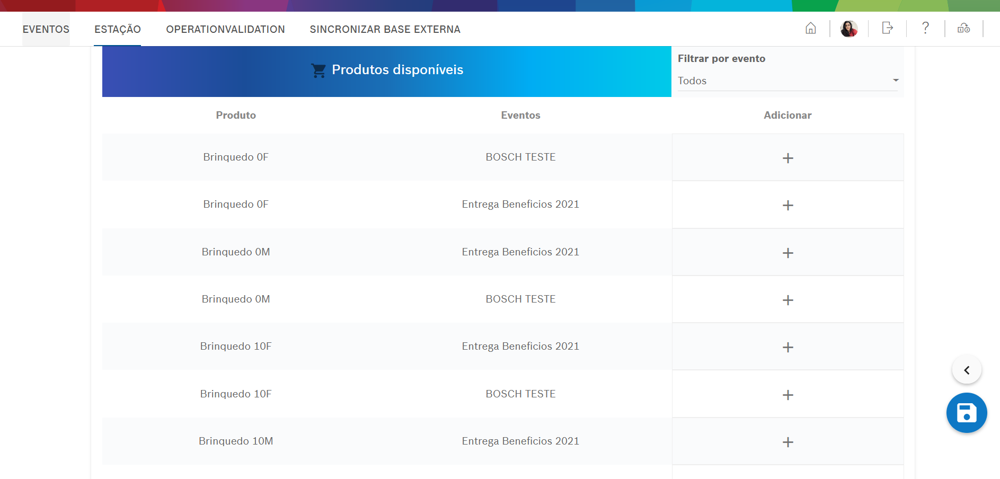 EVENTOS ESTAÇÃO OPERATIONVALIDATION SINCRONIZAR BASE EXTERNA
Produtos disponíveis
Filtrar por evento
Todos
Produto Eventos Adicionar
Brinquedo 0F BOSCH TESTE
Brinquedo 0F Entrega Beneficios 2021
Brinquedo 0M Entrega Beneficios 2021
Brinquedo 0M BOSCH TESTE
Brinquedo 10F Entrega Beneficios 2021
Brinquedo 10F BOSCH TESTE
Brinquedo 10M Entrega Beneficios 2021